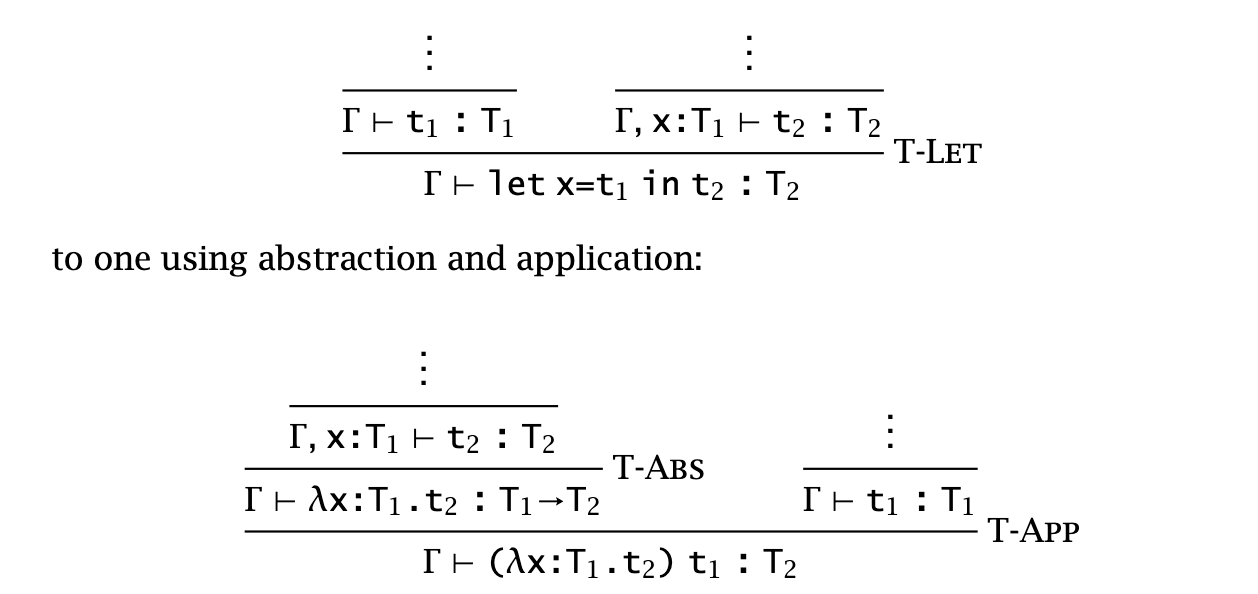 ⋮ ⋮
Γ ⊢ t₁ : T₁ Γ, x:T₁ ⊢ t₂ : T₂
T-LET
Γ ⊢ let x=t₁ in t₂ : T₂
to one using abstraction and application:
⋮
Γ, x:T₁ ⊢ t₂ : T₂ ⋮
T-ABS
Γ ⊢ λx:T₁.t₂ : T₁→T₂ Γ ⊢ t₁ : T₁
T-APP
Γ ⊢ (λx:T₁.t₂) t₁ : T₂